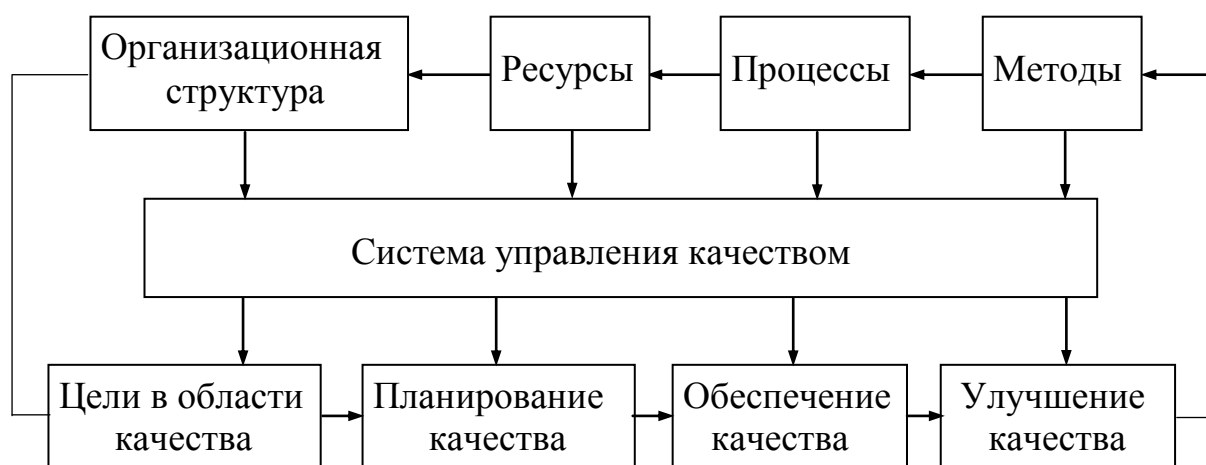 Организационная
структура
Ресурсы
Процессы
Методы
Система управления качеством
Цели в области
качества
Планирование
качества
Обеспечение
качества
Улучшение
качества